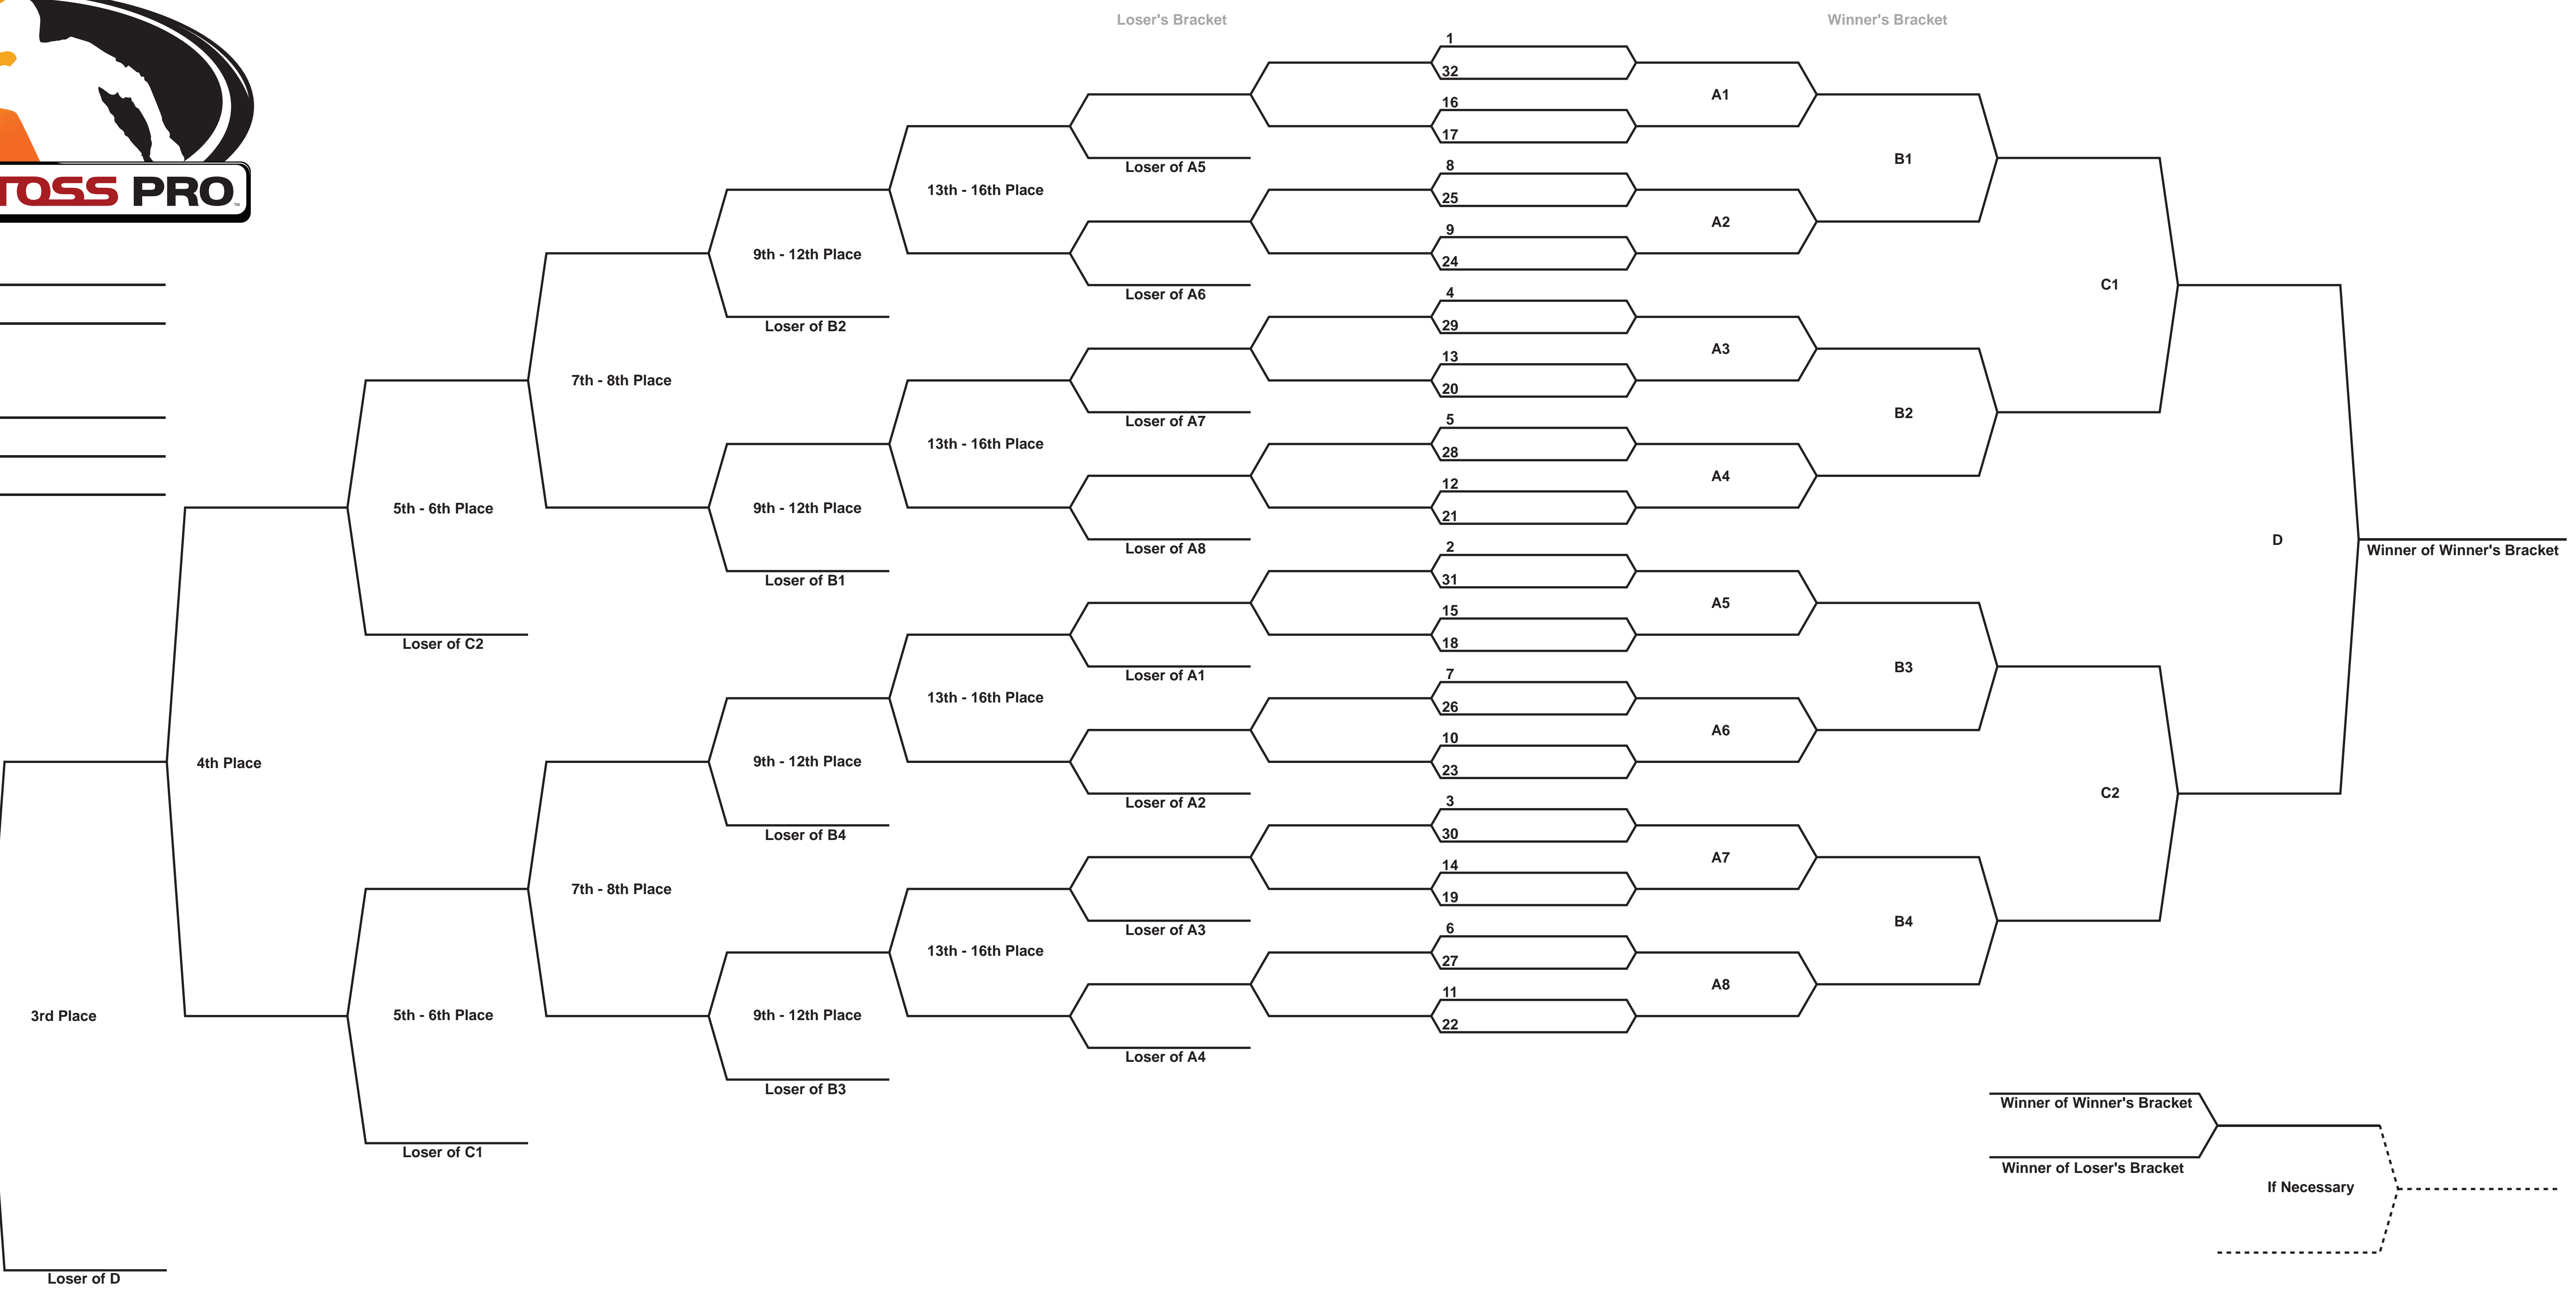 Loser's Bracket
Winner's Bracket
TOSS PRO
TM
1
32
16
17
8
25
9
24
4
29
13
20
5
28
12
21
2
31
15
18
7
26
10
23
3
30
14
19
6
27
11
22
A1
A2
A3
A4
A5
A6
A7
A8
B1
B2
B3
B4
C1
C2
D
Winner of Winner's Bracket
Loser of A5
Loser of A6
Loser of A7
Loser of A8
Loser of A1
Loser of A2
Loser of A3
Loser of A4
13th - 16th Place
13th - 16th Place
13th - 16th Place
13th - 16th Place
9th - 12th Place
Loser of B2
9th - 12th Place
Loser of B1
9th - 12th Place
Loser of B4
9th - 12th Place
Loser of B3
7th - 8th Place
7th - 8th Place
5th - 6th Place
Loser of C2
5th - 6th Place
Loser of C1
4th Place
3rd Place
Loser of D
Winner of Winner's Bracket
Winner of Loser's Bracket
If Necessary